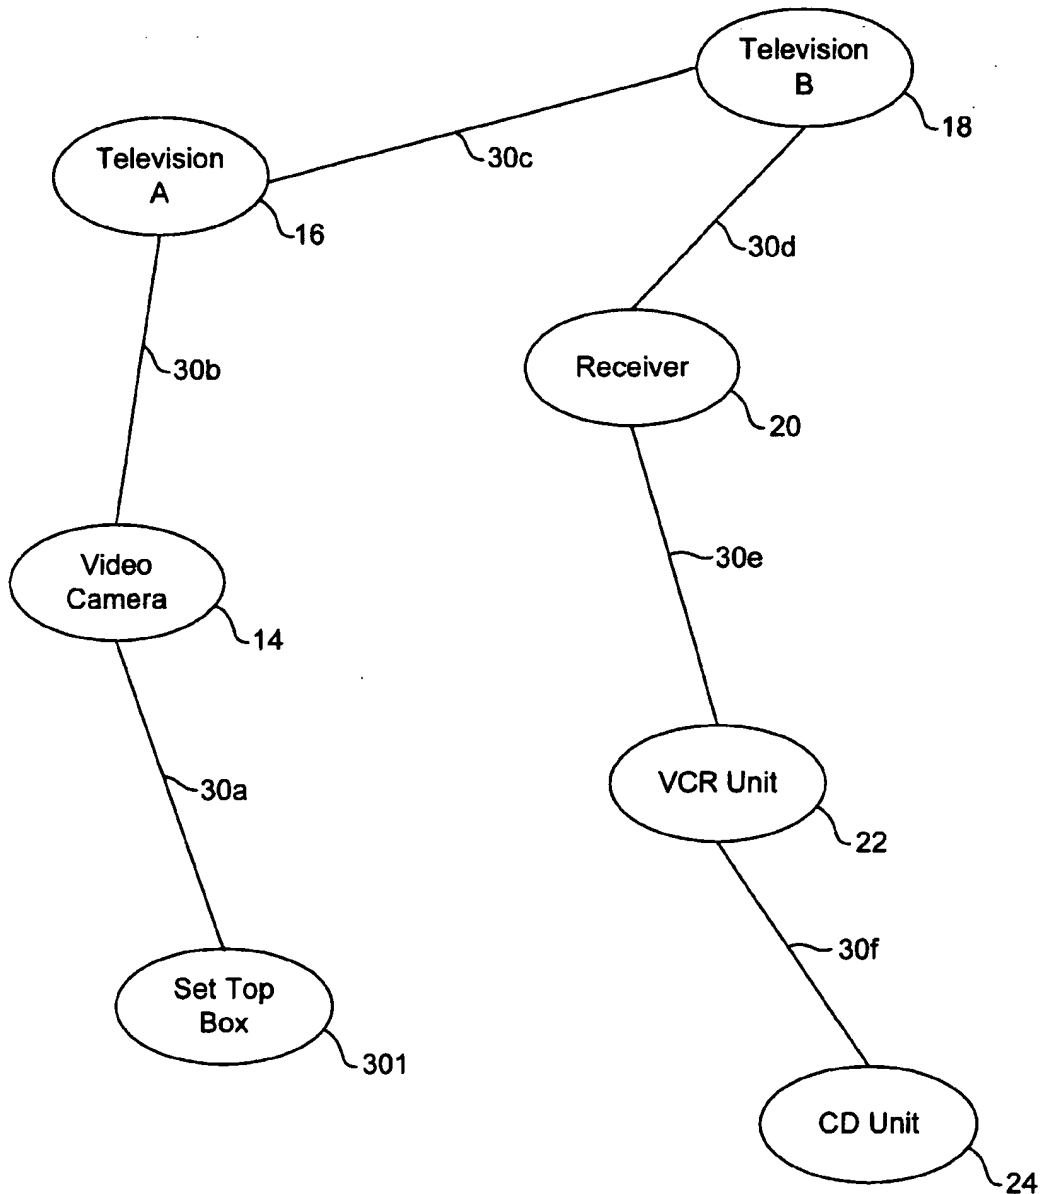 Television
B
18
30c
Television
A
16
30d
30b
Receiver
20
30e
Video
Camera
14
30a
VCR Unit
22
30f
Set Top
Box
301
CD Unit
24